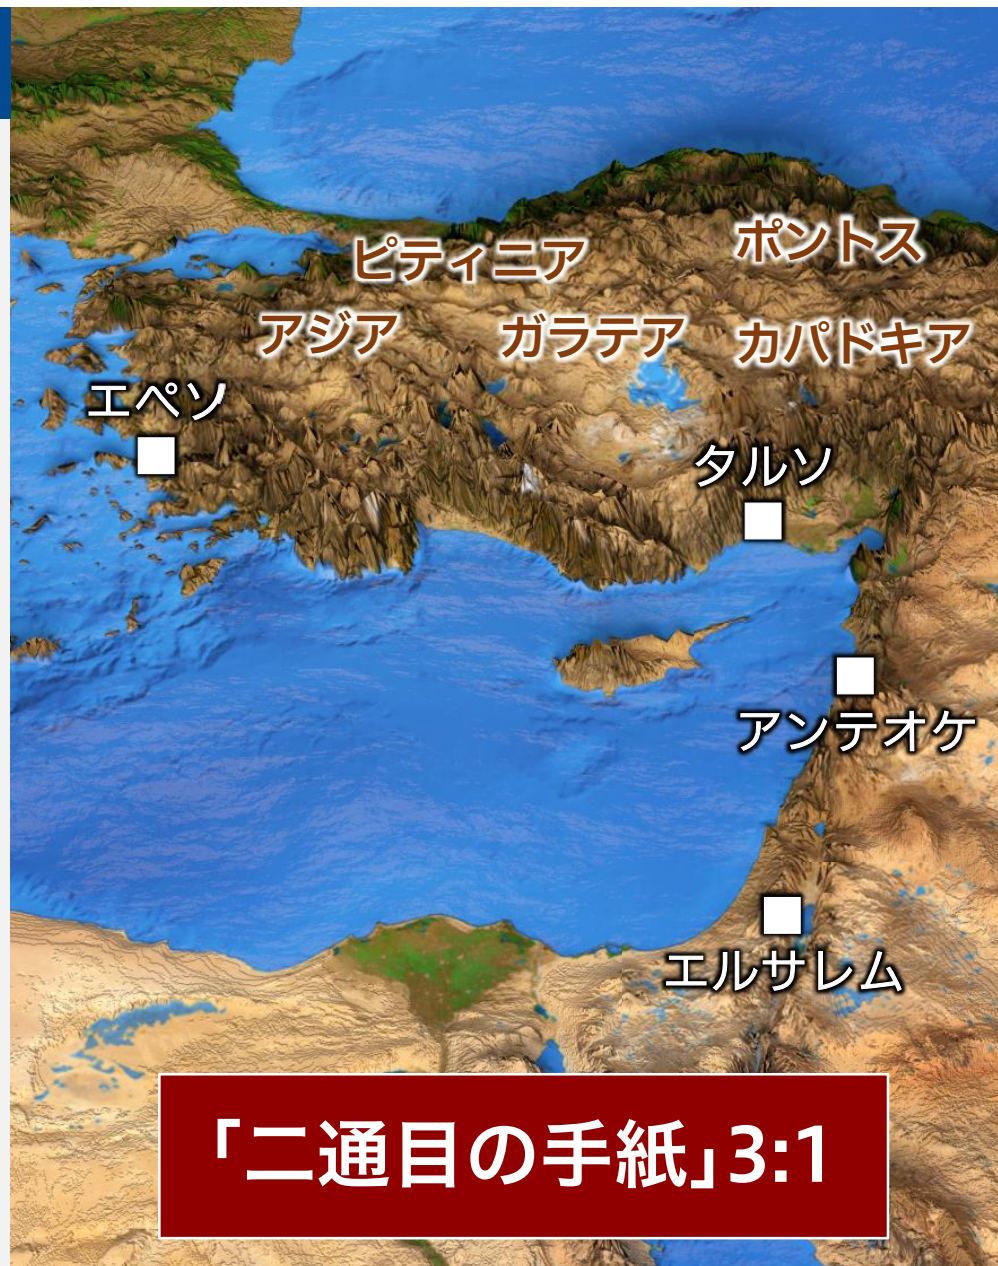 ピティニア
ポントス
アジア
ガラテア
カパドキア
エペソ
タルソ
アンテオケ
エルサレム
「二通目の手紙」3:1